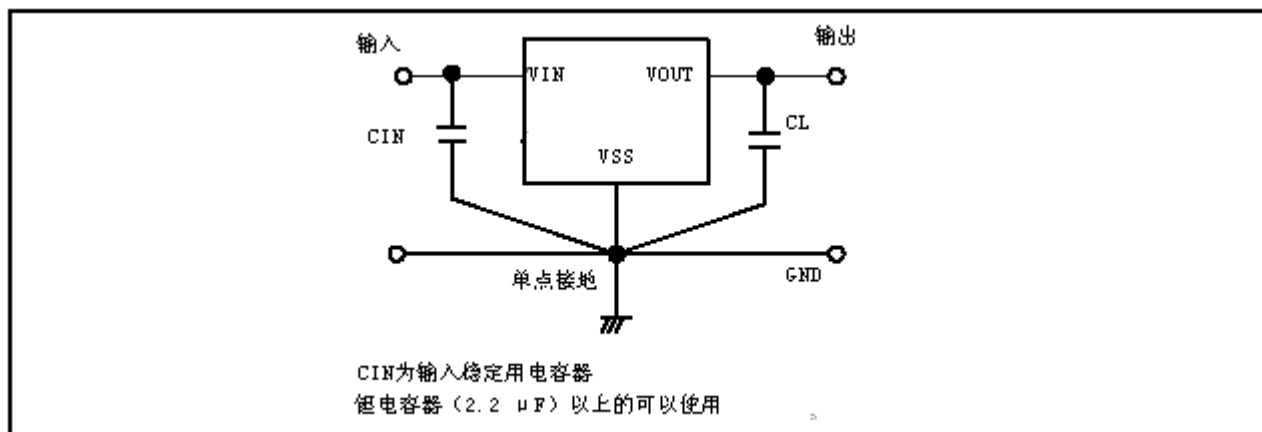 输入
输出
VIN
VOUT
CIN
CL
VSS
单点接地
GND
CIN为输入稳定用电容器
钽电容器(2.2 μF)以上的可以使用